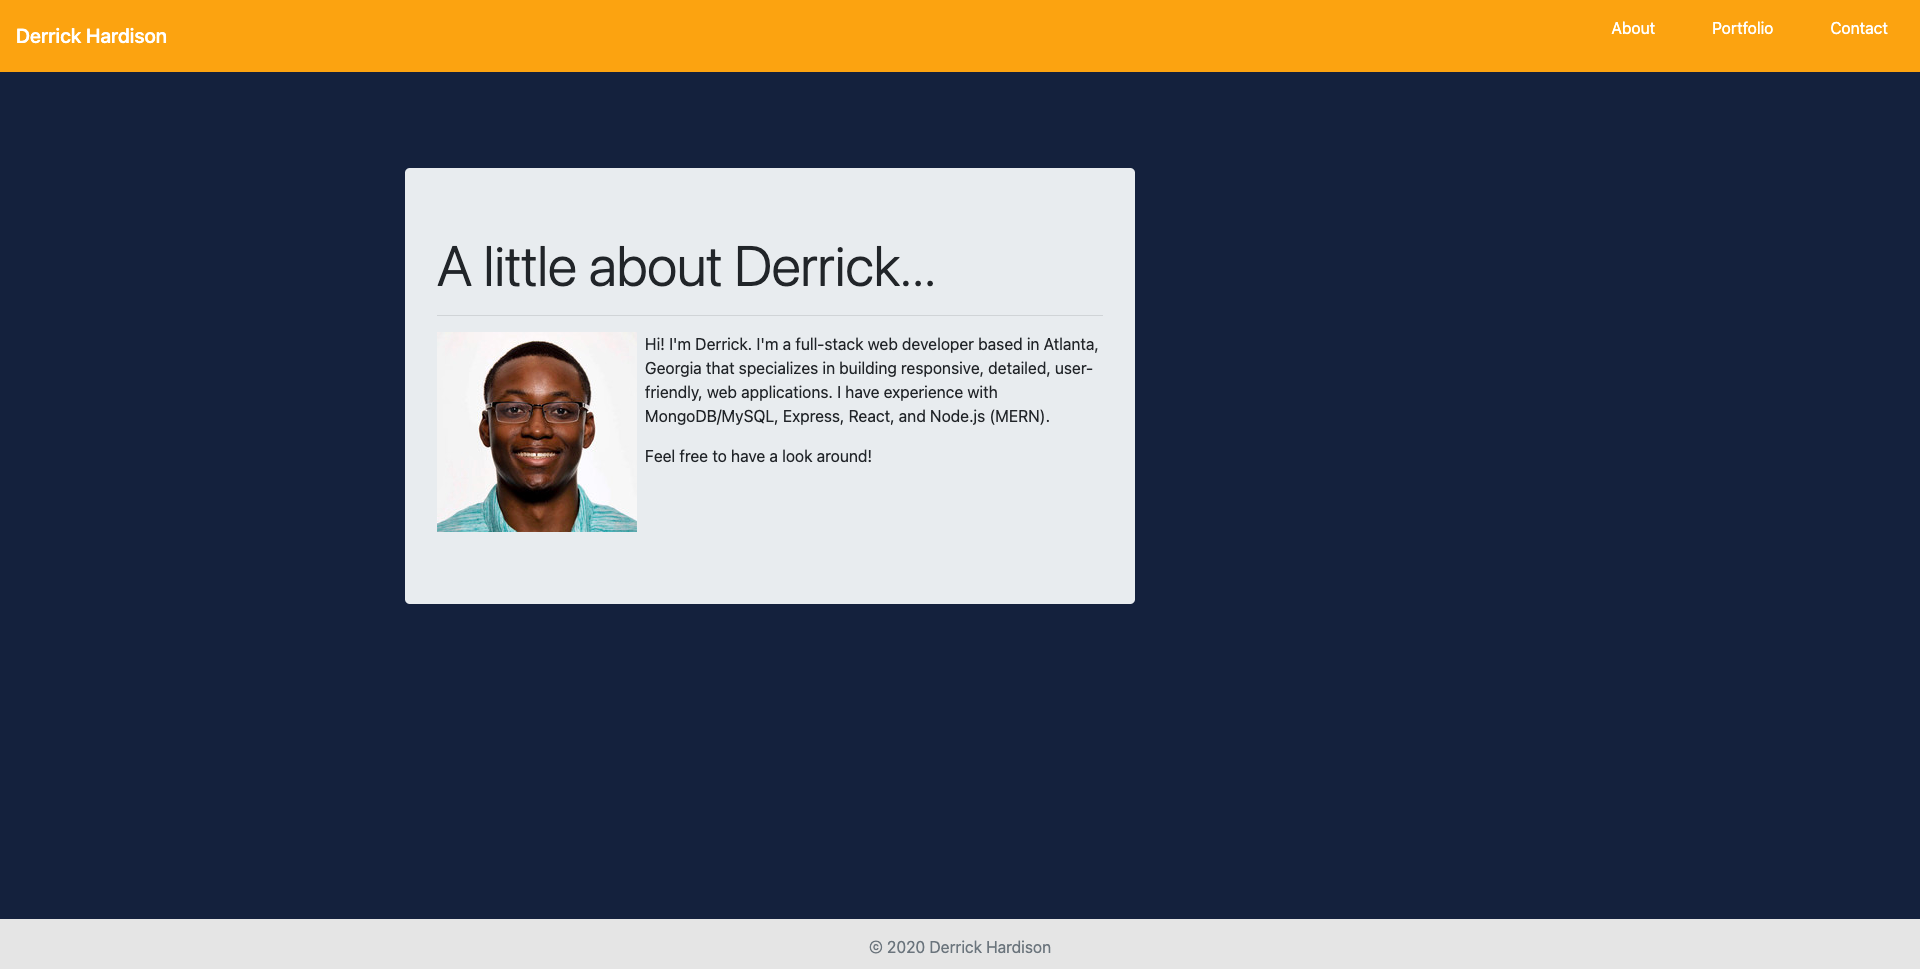 Derrick Hardison
About Portfolio Contact
A little about Derrick...
Hi! I'm Derrick. I'm a full-stack web developer based in Atlanta,
Georgia that specializes in building responsive, detailed, user-
friendly, web applications. I have experience with
MongoDB/MySQL, Express, React, and Node.js (MERN).
Feel free to have a look around!
© 2020 Derrick Hardison